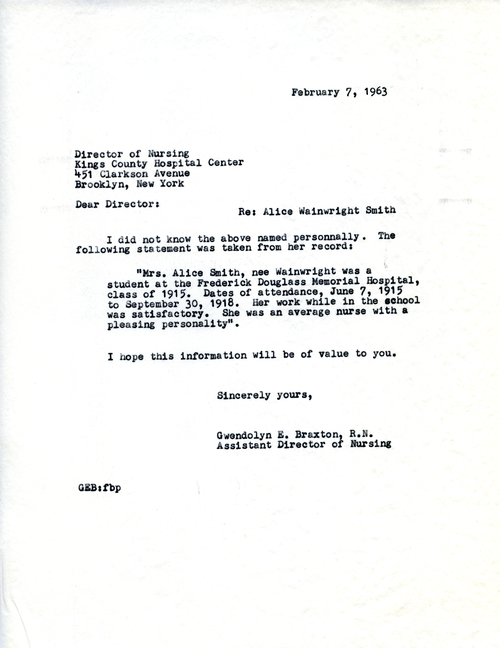 February 7, 1963
Director of Nursing
Kings County Hospital Center
451 Clarkson Avenue
Brooklyn, New York
Dear Director:
Re: Alice Wainwright Smith
I did not know the above named personnally. The
following statement was taken from her record:
"Mrs. Alice Smith, nee Wainwright was a
student at the Frederick Douglass Memorial Hospital,
class of 1915. Dates of attendance, June 7, 1915
to September 30, 1918. Her work while in the school
was satisfactory. She was an average nurse with a
pleasing personality".
I hope this information will be of value to you.
Sincerely yours,
Gwendolyn E. Braxton, R.N.
Assistant Director of Nursing
GEB:fbp